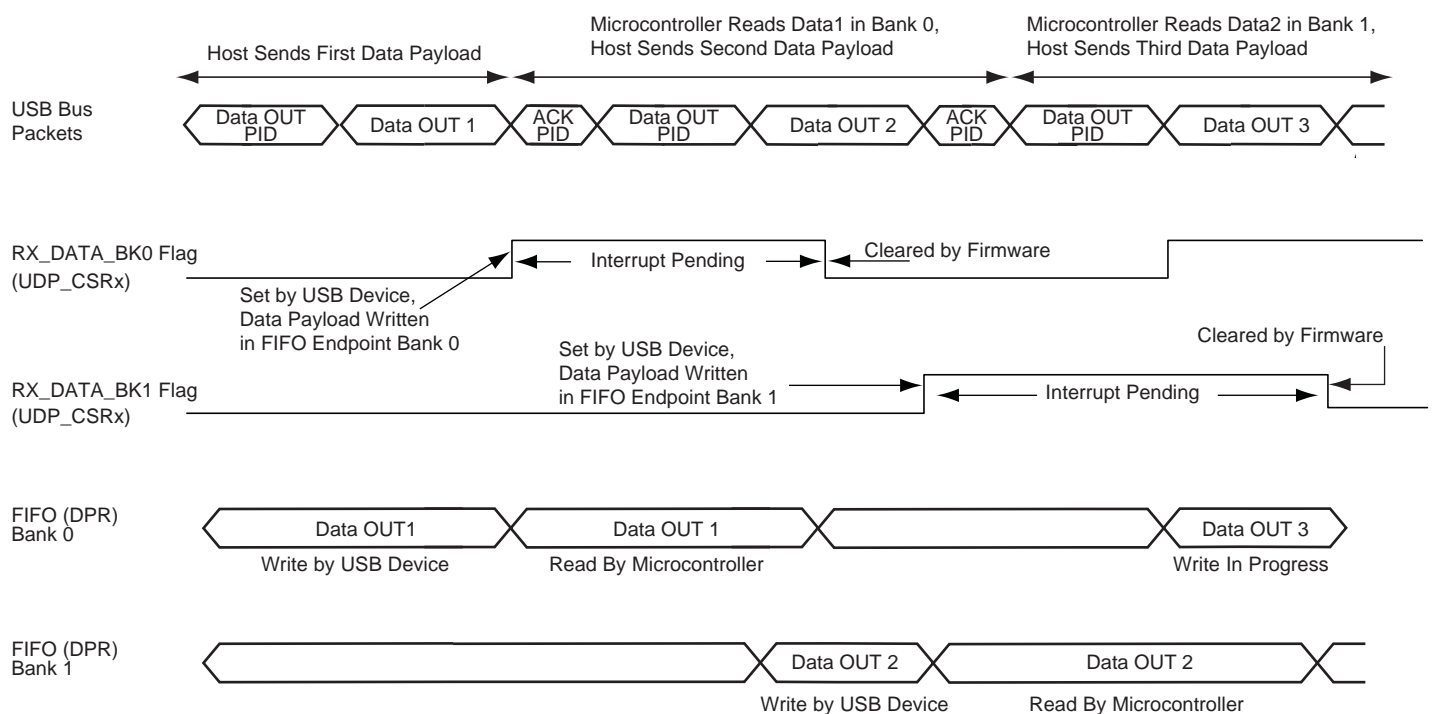 Host Sends First Data Payload
Microcontroller Reads Data1 in Bank 0,
Host Sends Second Data Payload
Microcontroller Reads Data2 in Bank 1,
Host Sends Third Data Payload
USB Bus
Packets
Data OUT
PID
Data OUT 1
ACK
PID
Data OUT
PID
Data OUT 2
ACK
PID
Data OUT
PID
Data OUT 3
RX_DATA_BK0 Flag
(UDP_CSRx)
Interrupt Pending
Cleared by Firmware
Set by USB Device,
Data Payload Written
in FIFO Endpoint Bank 0
RX_DATA_BK1 Flag
(UDP_CSRx)
Set by USB Device,
Data Payload Written
in FIFO Endpoint Bank 1
Interrupt Pending
Cleared by Firmware
FIFO (DPR)
Bank 0
Data OUT1
Write by USB Device
Data OUT 1
Read By Microcontroller
Data OUT 3
Write In Progress
FIFO (DPR)
Bank 1
Data OUT 2
Write by USB Device
Data OUT 2
Read By Microcontroller